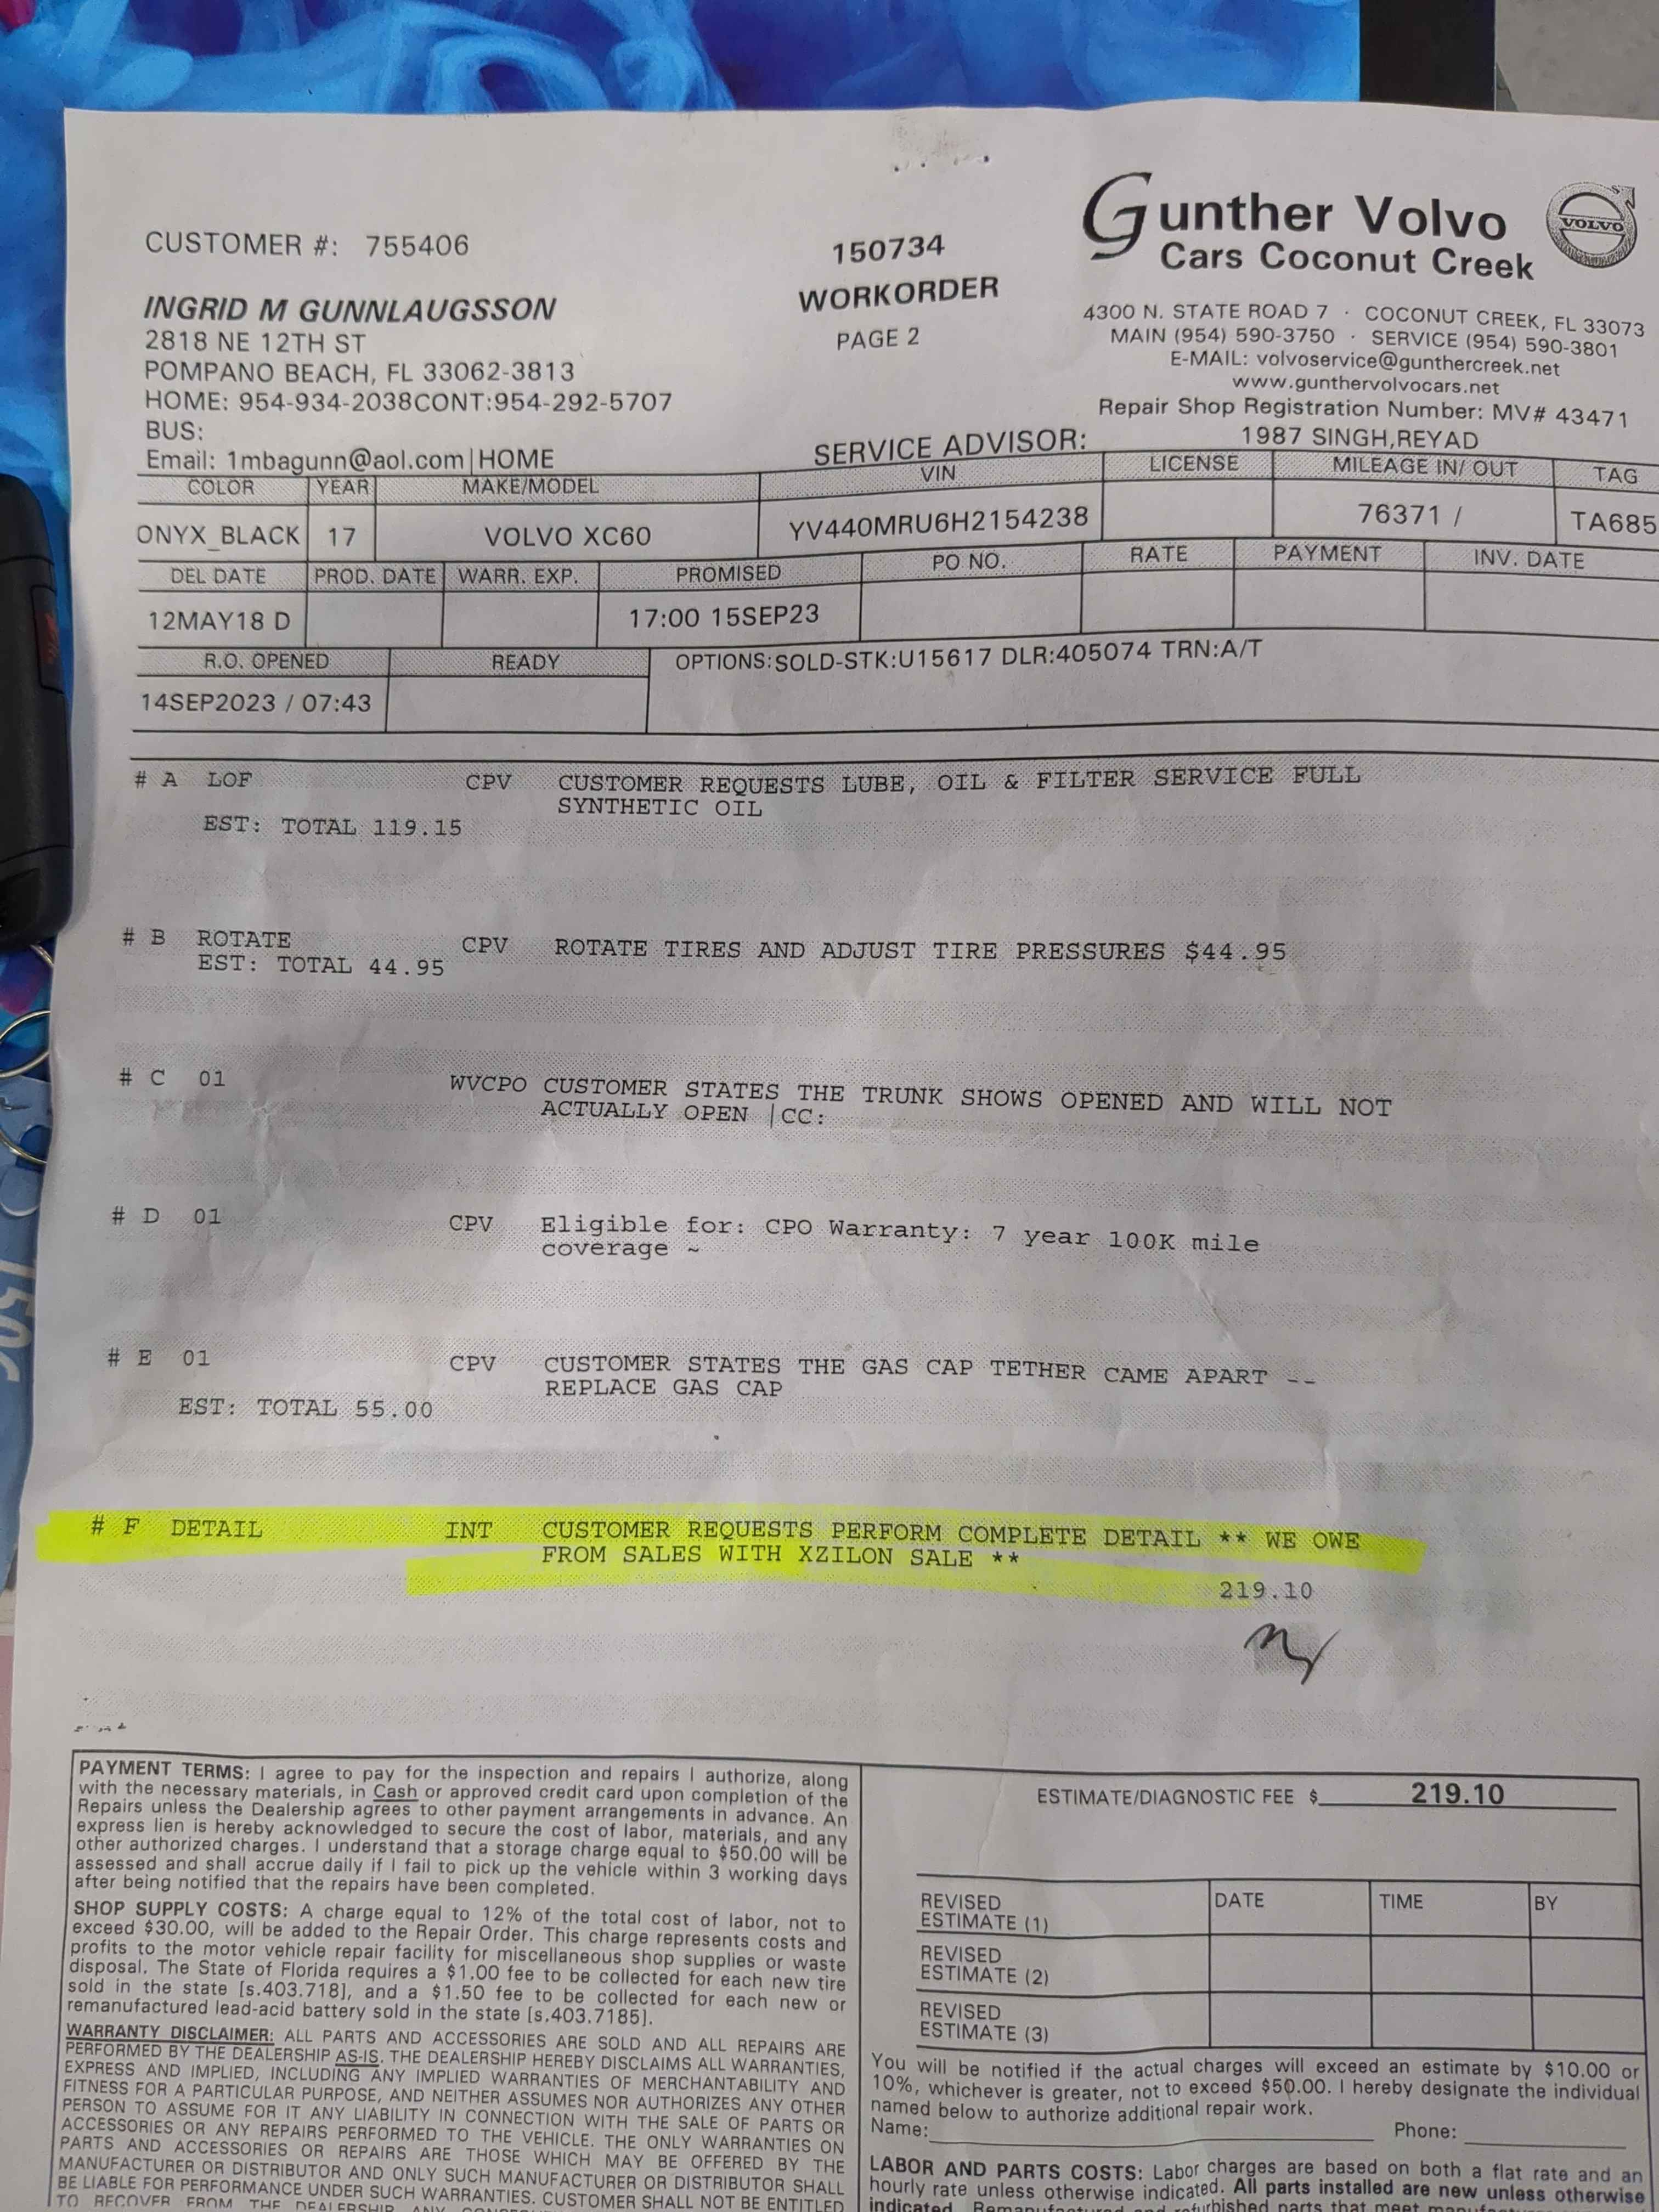 Gunther Volvo
Cars Coconut Creek
VOLVO
4300 N. STATE ROAD 7 · COCONUT CREEK, FL 33073
MAIN (954) 590-3750 · SERVICE (954) 590-3801
E-MAIL: volvoservice@gunthercreek.net
www.gunthervolvocars.net
Repair Shop Registration Number: MV# 43471
CUSTOMER #: 755406
150734
WORKORDER
PAGE 2
INGRID M GUNNLAUGSSON
2818 NE 12TH ST
POMPANO BEACH, FL 33062-3813
HOME: 954-934-2038CONT:954-292-5707
BUS:
Email: 1mbagunn@aol.com|HOME
SERVICE ADVISOR: 1987 SINGH,REYAD
COLOR YEAR MAKE/MODEL VIN LICENSE MILEAGE IN/ OUT TAG
ONYX_BLACK 17 VOLVO XC60 YV440MRU6H2154238 76371 / TA685
DEL DATE PROD. DATE WARR. EXP. PROMISED PO NO. RATE PAYMENT INV. DATE
12MAY18 D 17:00 15SEP23
R.O. OPENED READY OPTIONS:SOLD-STK:U15617 DLR:405074 TRN:A/T
14SEP2023 / 07:43
# A LOF CPV CUSTOMER REQUESTS LUBE, OIL & FILTER SERVICE FULL
SYNTHETIC OIL
EST: TOTAL 119.15
# B ROTATE CPV ROTATE TIRES AND ADJUST TIRE PRESSURES $44.95
EST: TOTAL 44.95
# C 01 WVCPO CUSTOMER STATES THE TRUNK SHOWS OPENED AND WILL NOT
ACTUALLY OPEN |CC:
# D 01 CPV Eligible for: CPO Warranty: 7 year 100K mile
coverage ~
# E 01 CPV CUSTOMER STATES THE GAS CAP TETHER CAME APART --
REPLACE GAS CAP
EST: TOTAL 55.00
# F DETAIL INT CUSTOMER REQUESTS PERFORM COMPLETE DETAIL ** WE OWE
FROM SALES WITH XZILON SALE **
219.10
PAYMENT TERMS: I agree to pay for the inspection and repairs I authorize, along
with the necessary materials, in Cash or approved credit card upon completion of the
Repairs unless the Dealership agrees to other payment arrangements in advance. An
express lien is hereby acknowledged to secure the cost of labor, materials, and any
other authorized charges. I understand that a storage charge equal to $50.00 will be
assessed and shall accrue daily if I fail to pick up the vehicle within 3 working days
after being notified that the repairs have been completed.
SHOP SUPPLY COSTS: A charge equal to 12% of the total cost of labor, not to
exceed $30.00, will be added to the Repair Order. This charge represents costs and
profits to the motor vehicle repair facility for miscellaneous shop supplies or waste
disposal. The State of Florida requires a $1.00 fee to be collected for each new tire
sold in the state [s.403.718], and a $1.50 fee to be collected for each new or
remanufactured lead-acid battery sold in the state [s.403.7185].
WARRANTY DISCLAIMER: ALL PARTS AND ACCESSORIES ARE SOLD AND ALL REPAIRS ARE
PERFORMED BY THE DEALERSHIP AS-IS. THE DEALERSHIP HEREBY DISCLAIMS ALL WARRANTIES,
EXPRESS AND IMPLIED, INCLUDING ANY IMPLIED WARRANTIES OF MERCHANTABILITY AND
FITNESS FOR A PARTICULAR PURPOSE, AND NEITHER ASSUMES NOR AUTHORIZES ANY OTHER
PERSON TO ASSUME FOR IT ANY LIABILITY IN CONNECTION WITH THE SALE OF PARTS OR
ACCESSORIES OR ANY REPAIRS PERFORMED TO THE VEHICLE. THE ONLY WARRANTIES ON
PARTS AND ACCESSORIES OR REPAIRS ARE THOSE WHICH MAY BE OFFERED BY THE
MANUFACTURER OR DISTRIBUTOR AND ONLY SUCH MANUFACTURER OR DISTRIBUTOR SHALL
BE LIABLE FOR PERFORMANCE UNDER SUCH WARRANTIES. CUSTOMER SHALL NOT BE ENTITLED
TO RECOVER FROM THE DEALERSHIP ANY
ESTIMATE/DIAGNOSTIC FEE $ 219.10
REVISED
ESTIMATE (1) DATE TIME BY
REVISED
ESTIMATE (2)
REVISED
ESTIMATE (3)
You will be notified if the actual charges will exceed an estimate by $10.00 or
10%, whichever is greater, not to exceed $50.00. I hereby designate the individual
named below to authorize additional repair work.
Name: Phone:
LABOR AND PARTS COSTS: Labor charges are based on both a flat rate and an
hourly rate unless otherwise indicated. All parts installed are new unless otherwise
indicated. refurbished parts that meet